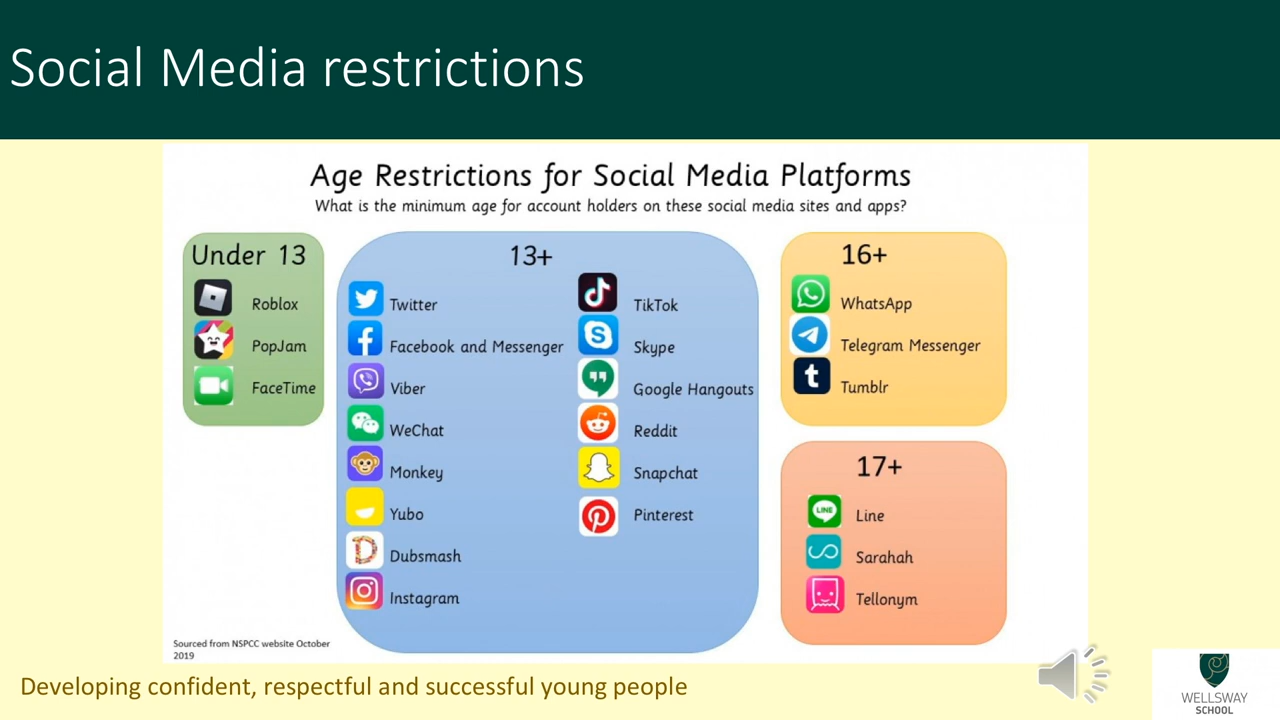 Social Media restrictions
Age Restrictions for Social Media Platforms
What is the minimum age for account holders on these social media sites and apps?
Under 13
Roblox
PopJam
FaceTime
13+
Twitter
Facebook and Messenger
Viber
WeChat
Monkey
Yubo
Dubsmash
Instagram
TikTok
Skype
Google Hangouts
Reddit
Snapchat
Pinterest
16+
WhatsApp
Telegram Messenger
Tumblr
17+
LINE
Line
Sarahah
Tellonym
Sourced from NSPCC website October
2019
Developing confident, respectful and successful young people
WELLSWAY
SCHOOL